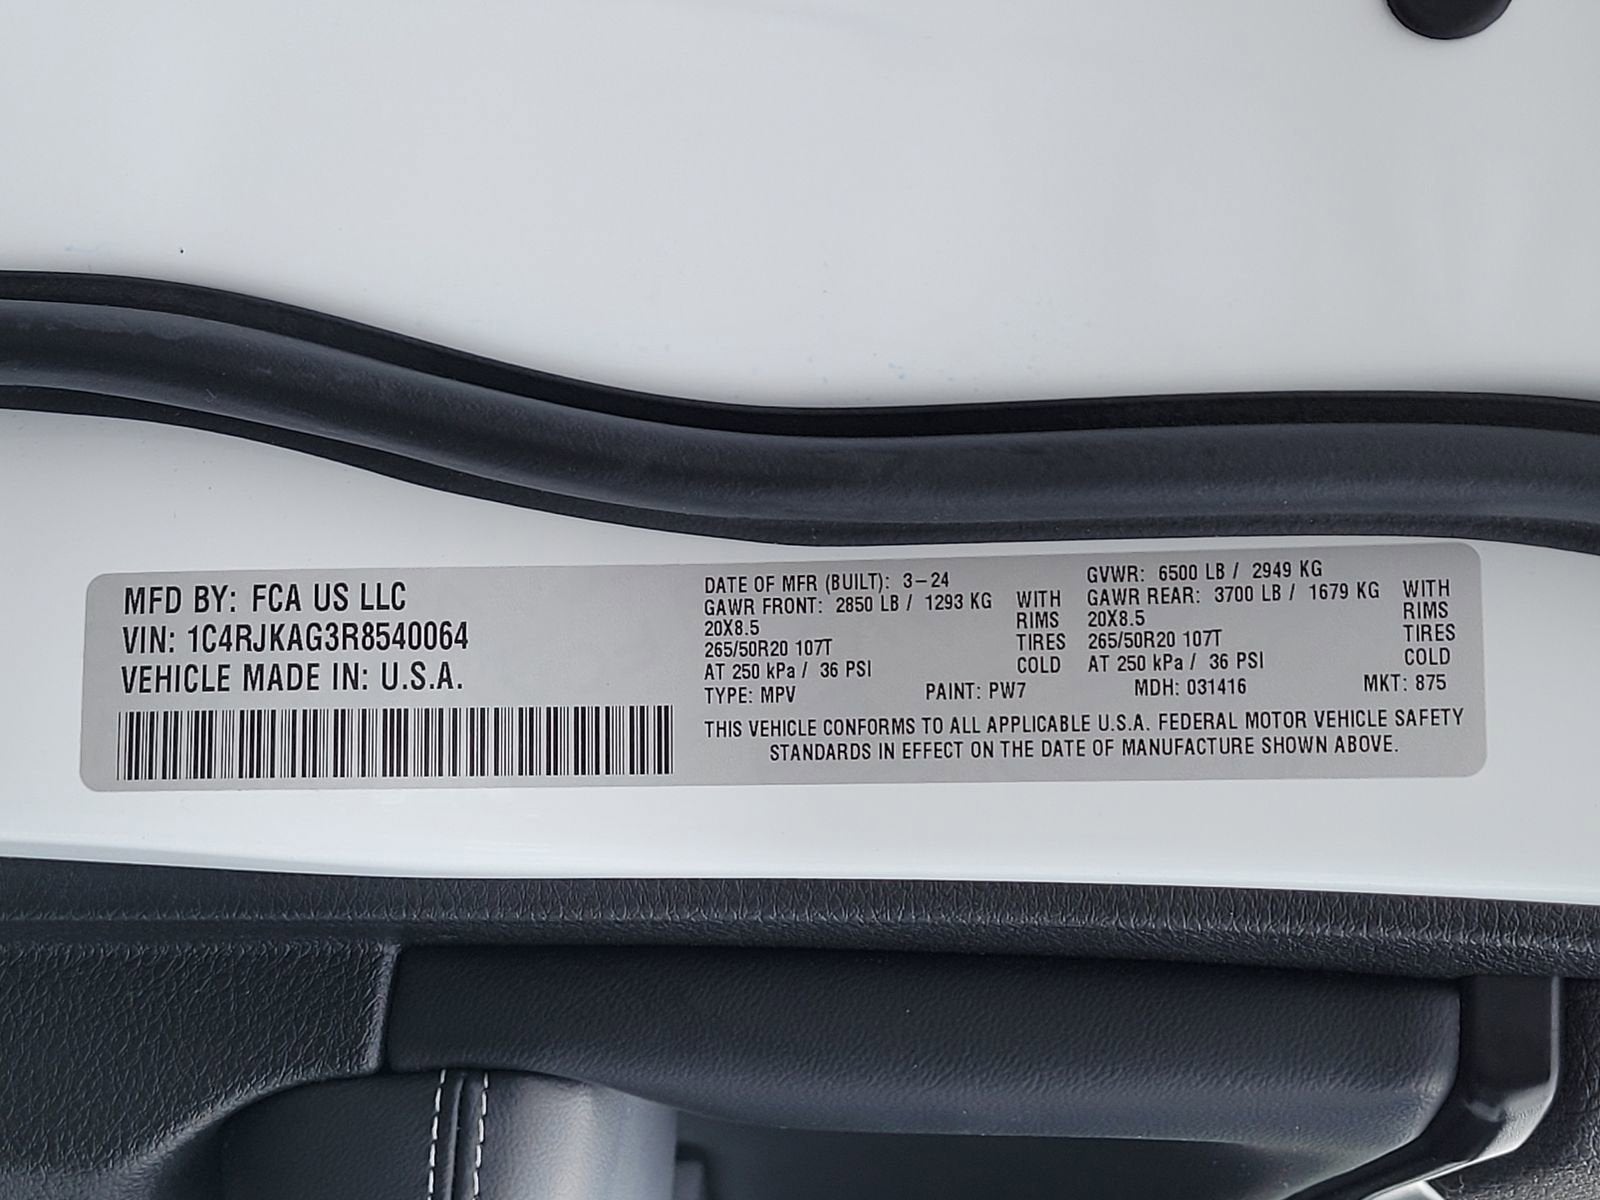 MFD BY: FCA US LLC
VIN: 1C4RJKAG3R8540064
VEHICLE MADE IN: U.S.A.
DATE OF MFR (BUILT): 3-24
GAWR FRONT: 2850 LB / 1293 KG WITH
20X8.5 RIMS
265/50R20 107T TIRES
AT 250 kPa / 36 PSI COLD
GVWR: 6500 LB / 2949 KG
GAWR REAR: 3700 LB / 1679 KG WITH
20X8.5 RIMS
265/50R20 107T TIRES
AT 250 kPa / 36 PSI COLD
TYPE: MPV PAINT: PW7 MDH: 031416 MKT: 875
THIS VEHICLE CONFORMS TO ALL APPLICABLE U.S.A. FEDERAL MOTOR VEHICLE SAFETY
STANDARDS IN EFFECT ON THE DATE OF MANUFACTURE SHOWN ABOVE.